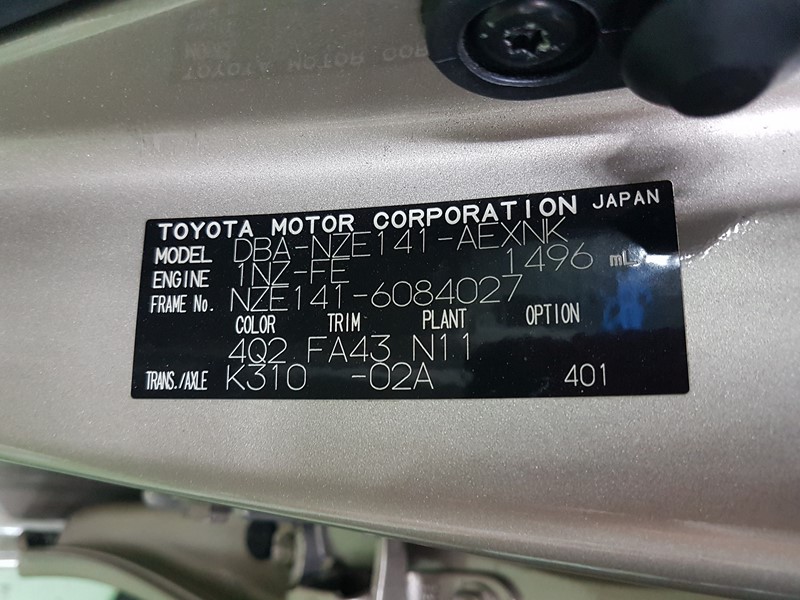 TOYOTA MOTOR CORPORATION JAPAN
MODEL DBA-NZE141-AEXNK
ENGINE 1NZ-FE 1496 mL
FRAME No. NZE141-6084027
COLOR TRIM PLANT OPTION
4Q2 FA43 N11
TRANS./AXLE K310 -02A 401